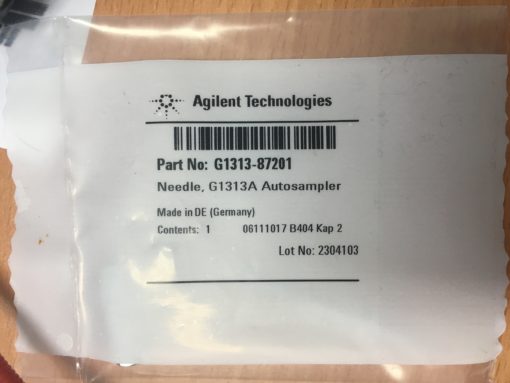 Agilent Technologies
Part No: G1313-87201
Needle, G1313A Autosampler
Made in DE (Germany)
Contents: 1 06111017 B404 Kap 2
Lot No: 2304103